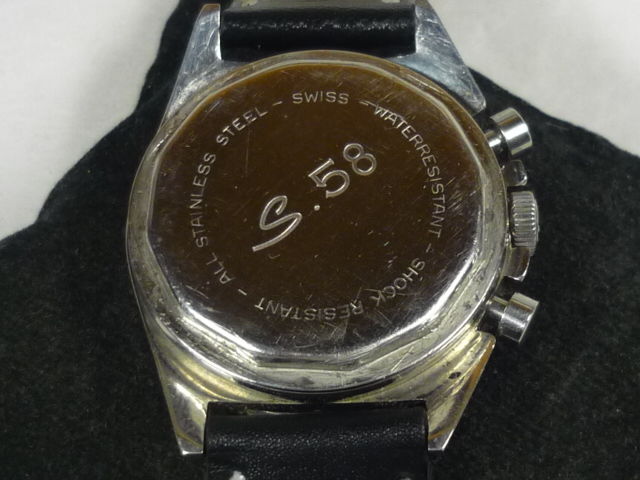 ALL STAINLESS STEEL - SWISS - WATERRESISTANT - SHOCK RESISTANT -
S.58